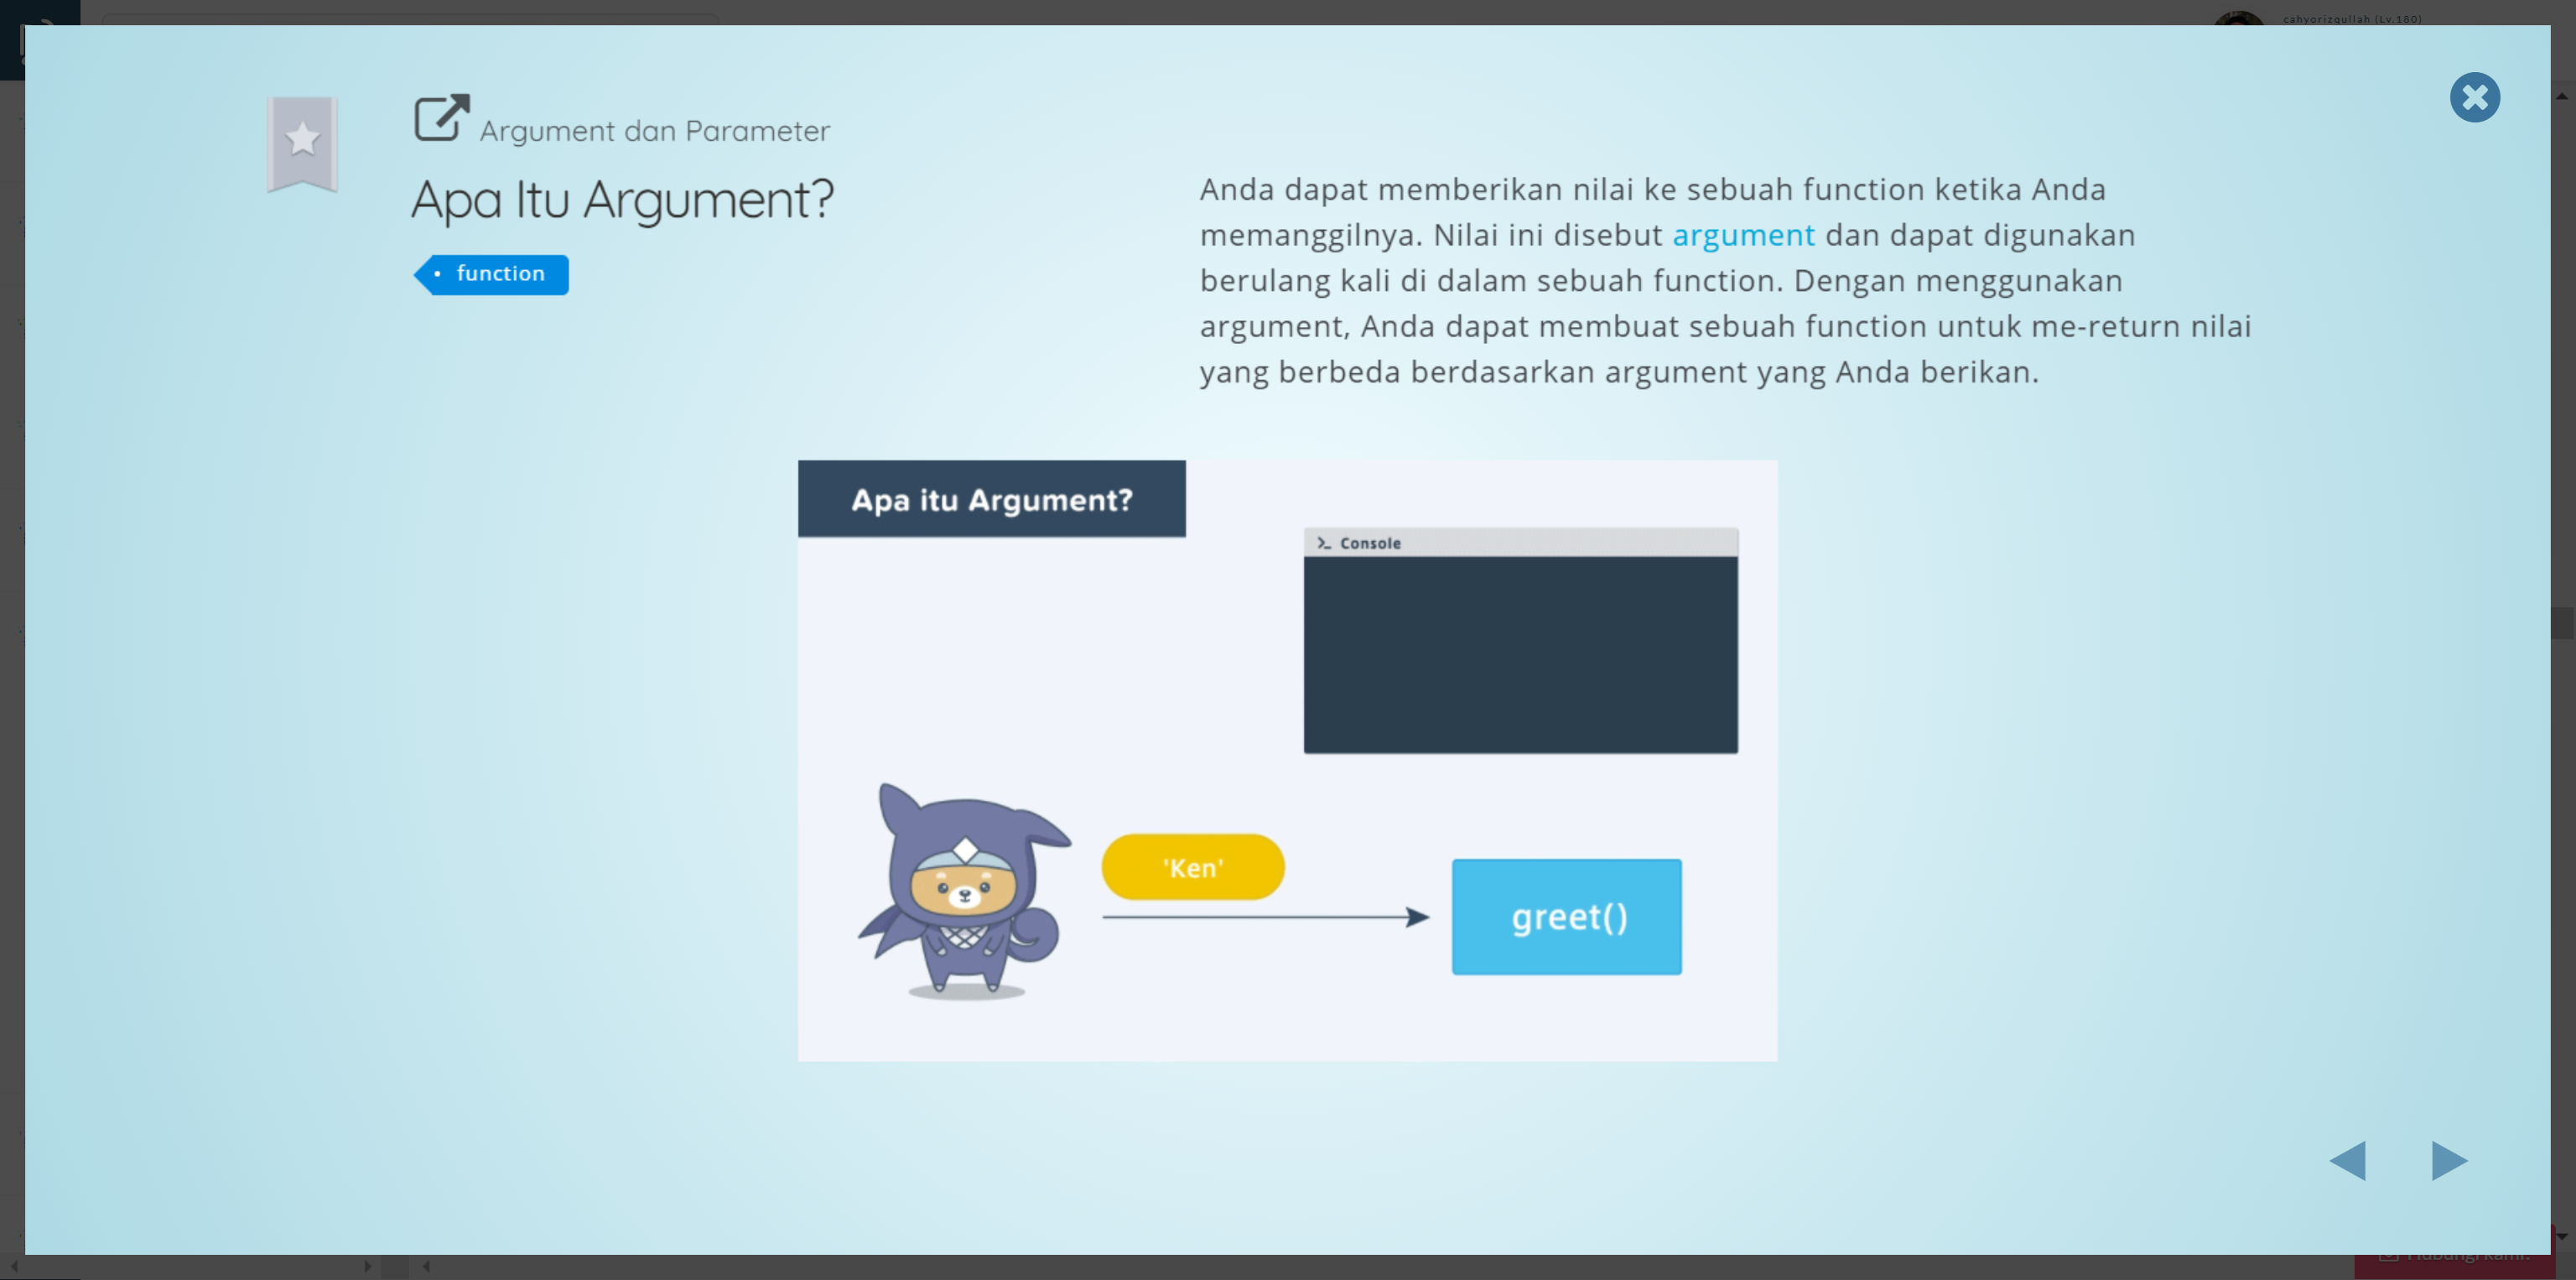 cahyorizqullah (Lv.180)
Argument dan Parameter
Apa Itu Argument?
function
Anda dapat memberikan nilai ke sebuah function ketika Anda
memanggilnya. Nilai ini disebut argument dan dapat digunakan
berulang kali di dalam sebuah function. Dengan menggunakan
argument, Anda dapat membuat sebuah function untuk me-return nilai
yang berbeda berdasarkan argument yang Anda berikan.
Apa itu Argument?
>_ Console
'Ken'
greet()
Hubungi kami!